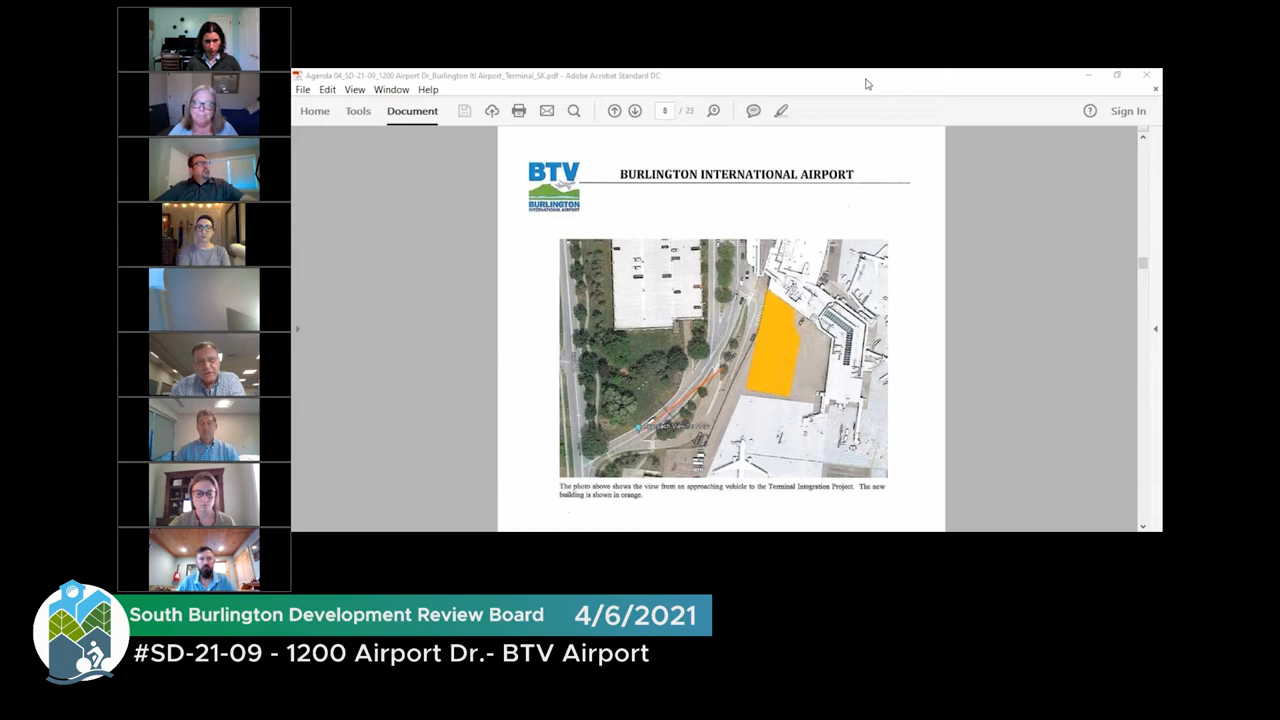 Agenda 04_SD-21-09_1200 Airport Dr_Burlington Itl Airport_Terminal_SK.pdf - Adobe Acrobat Standard DC
File Edit View Window Help
Home Tools Document 8 / 23 Sign In
BTV
BURLINGTON
INTERNATIONAL AIRPORT
BURLINGTON INTERNATIONAL AIRPORT
The photo above shows the view from an approaching vehicle to the Terminal Integration Project. The new
building is shown in orange.
South Burlington Development Review Board 4/6/2021
#SD-21-09 - 1200 Airport Dr.- BTV Airport